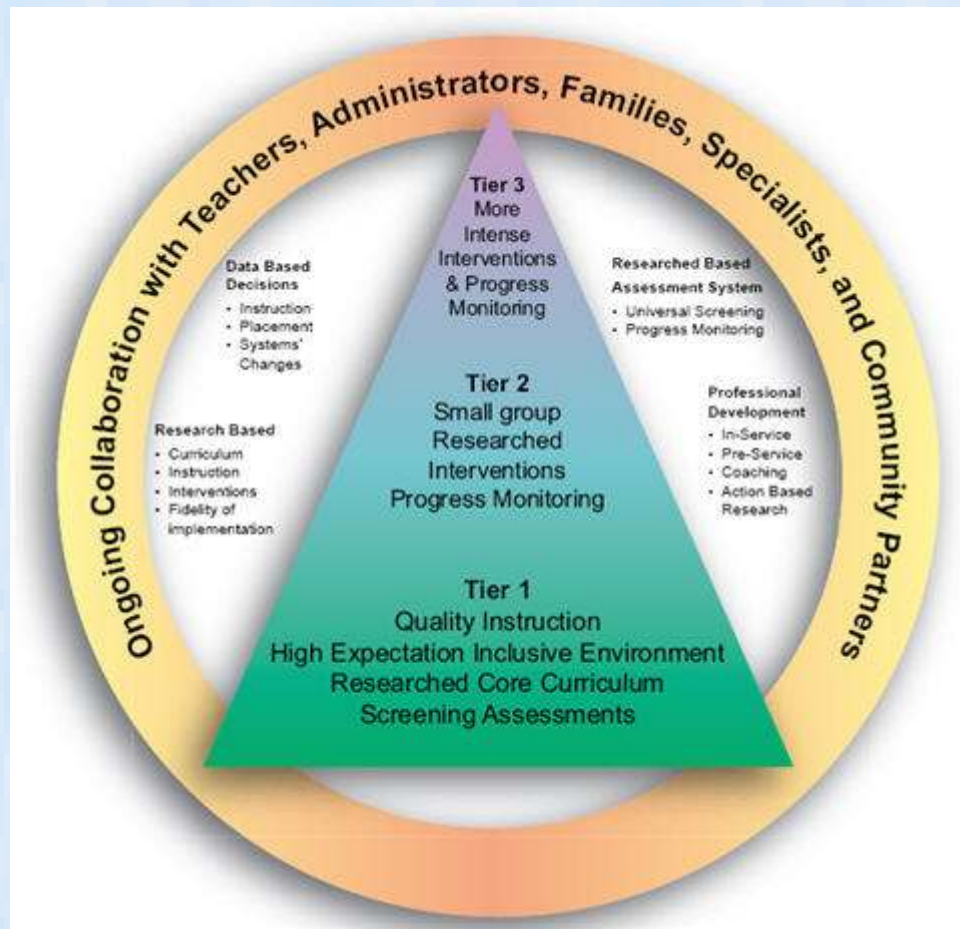 Ongoing Collaboration with Teachers, Administrators, Families, Specialists, and Community Partners
Tier 3
More
Intense
Interventions
& Progress
Monitoring
Data Based
Decisions
• Instruction
• Placement
• Systems'
Changes
Researched Based
Assessment System
• Universal Screening
• Progress Monitoring
Tier 2
Small group
Researched
Interventions
Progress Monitoring
Research Based
• Curriculum
• Instruction
• Interventions
• Fidelity of
implementation
Professional
Development
• In-Service
• Pre-Service
• Coaching
• Action Based
Research
Tier 1
Quality Instruction
High Expectation Inclusive Environment
Researched Core Curriculum
Screening Assessments